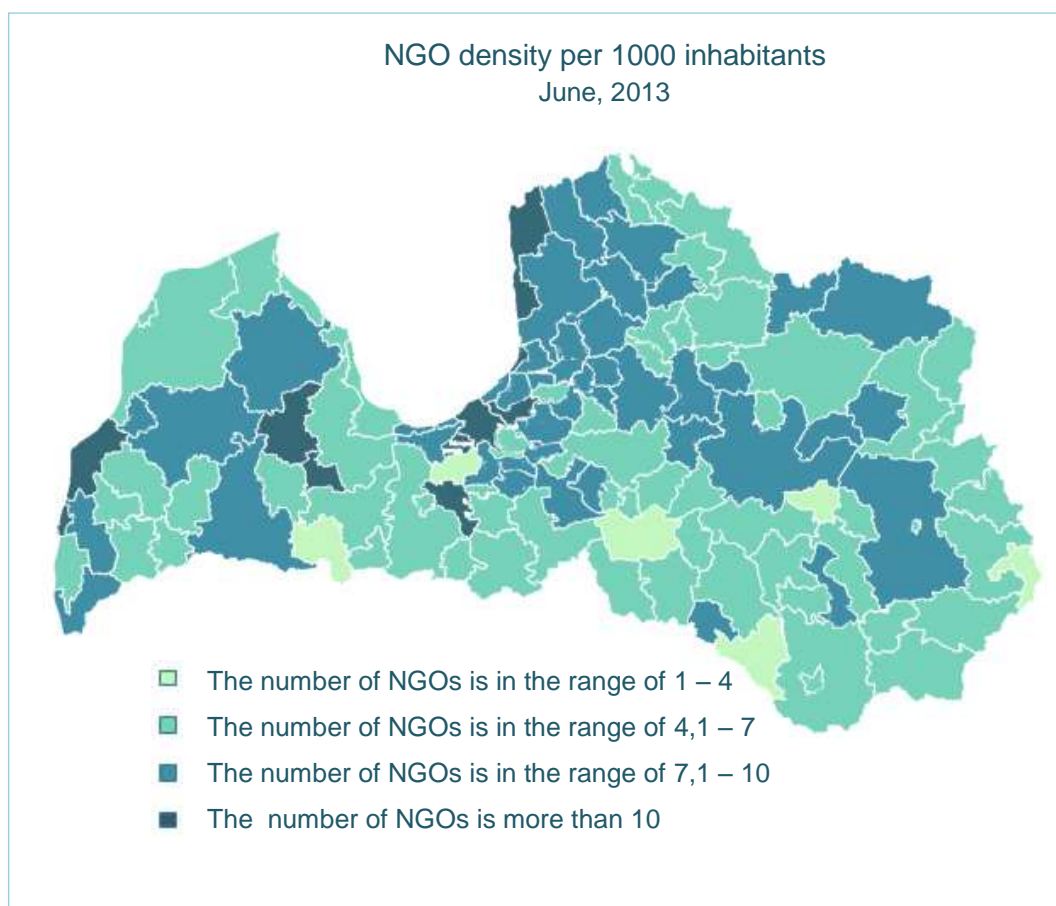 NGO density per 1000 inhabitants
June, 2013
The number of NGOs is in the range of 1 – 4
The number of NGOs is in the range of 4,1 – 7
The number of NGOs is in the range of 7,1 – 10
The  number of NGOs is more than 10